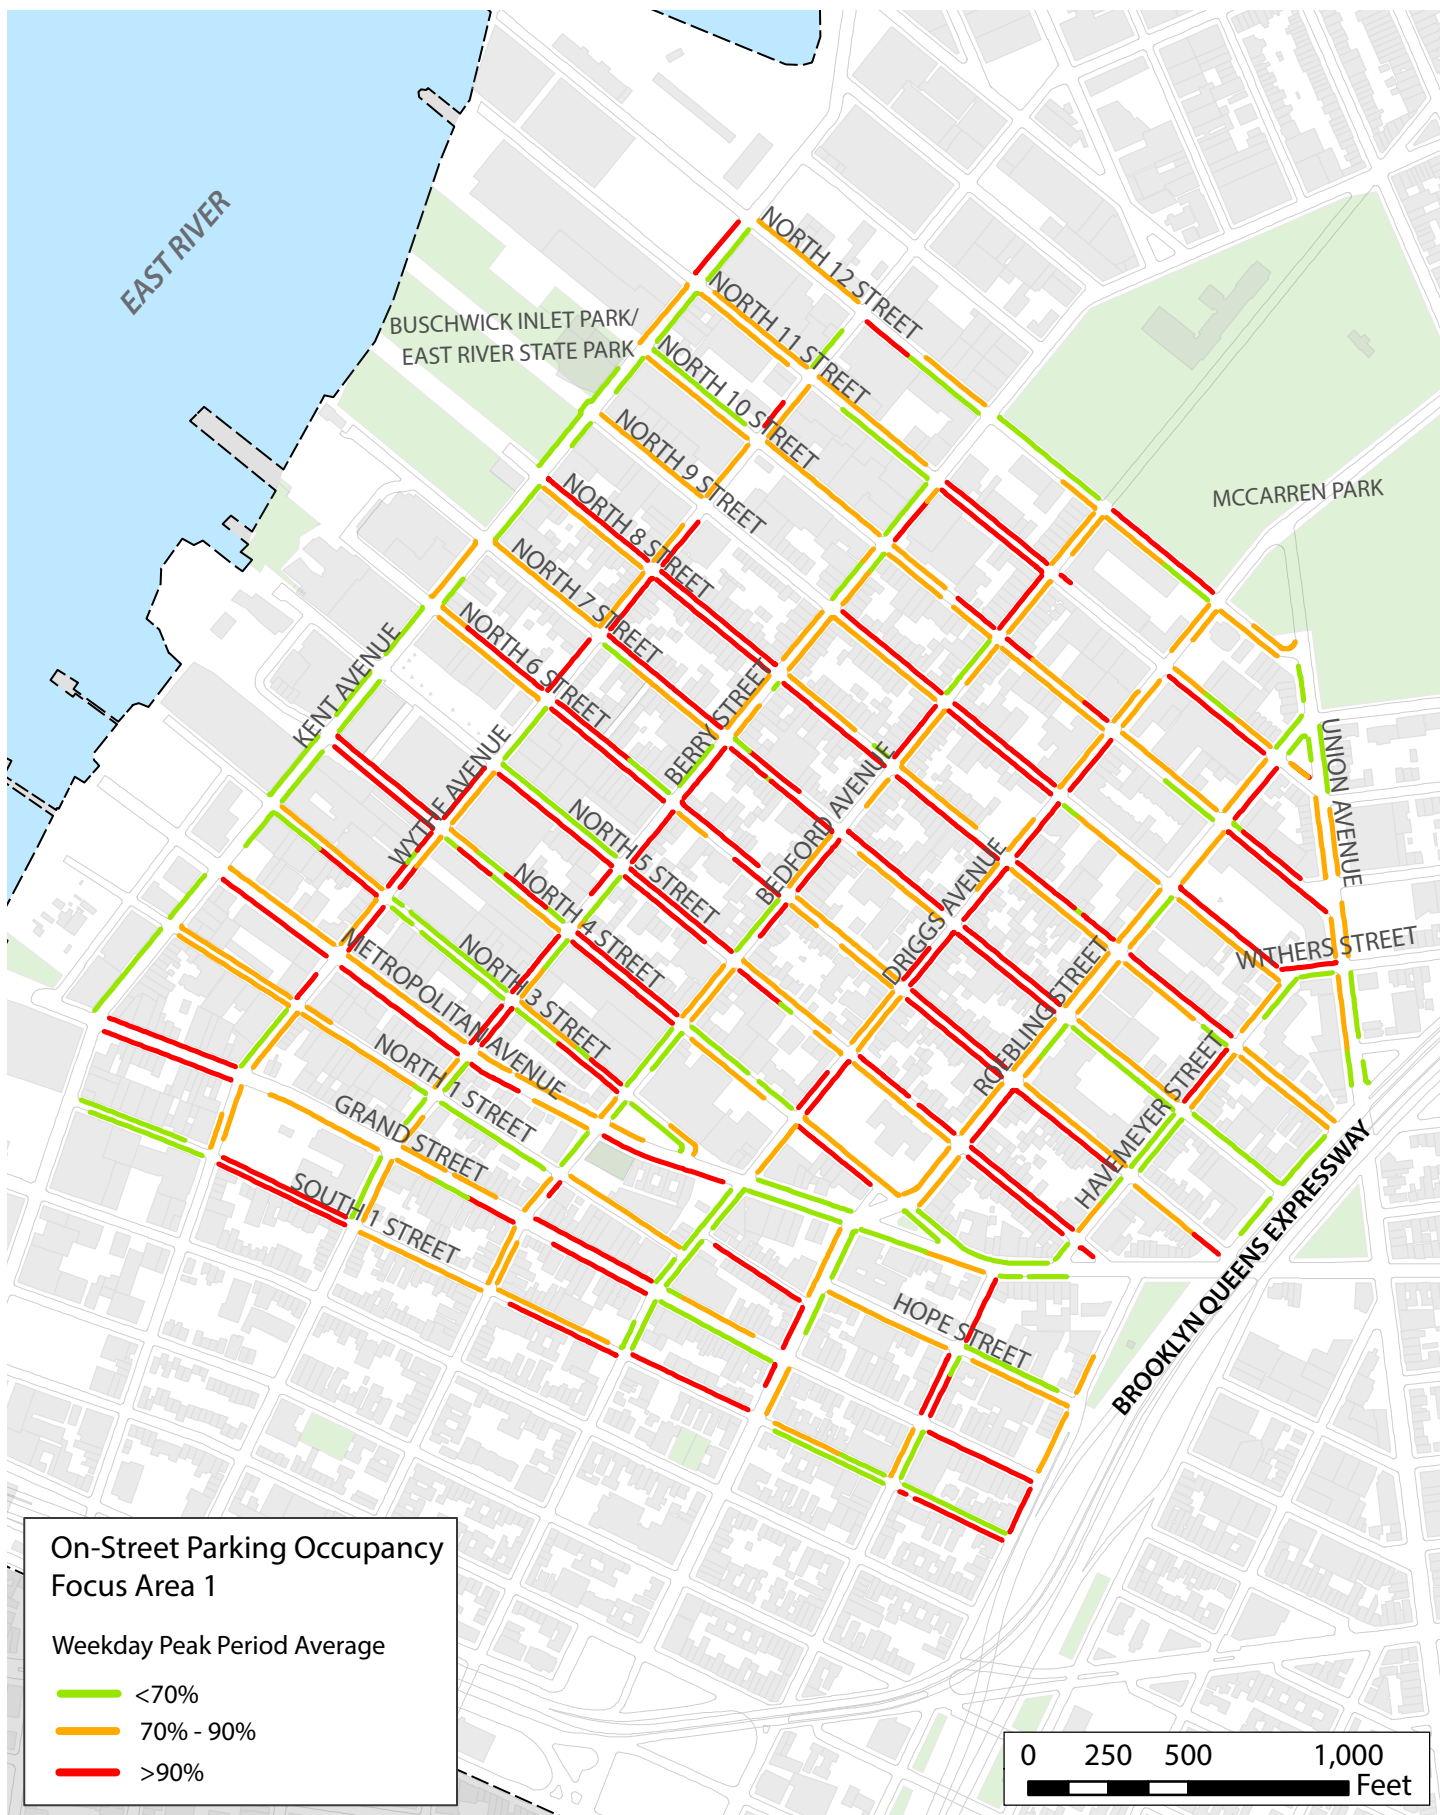 NORTH 12 STREET
EAST RIVER
NORTH 11 STREET
BUSCHWICK INLET PARK/
EAST RIVER STATE PARK
NORTH 10 STREET
NORTH 9 STREET
MCCARREN PARK
NORTH 8 STREET
NORTH 7 STREET
NORTH 6 STREET
KENT AVENUE
BERRY STREET
UNION AVENUE
WYTHE AVENUE
BEDFORD AVENUE
NORTH 5 STREET
NORTH 4 STREET
DRIGGS AVENUE
WITHERS STREET
METROPOLITAN AVENUE
NORTH 3 STREET
ROEBLING STREET
NORTH 1 STREET
HAVEMEYER STREET
GRAND STREET
SOUTH 1 STREET
BROOKLYN QUEENS EXPRESSWAY
HOPE STREET
On-Street Parking Occupancy
Focus Area 1
Weekday Peak Period Average
<70%
70% - 90%
>90%
0 250 500 1,000
Feet